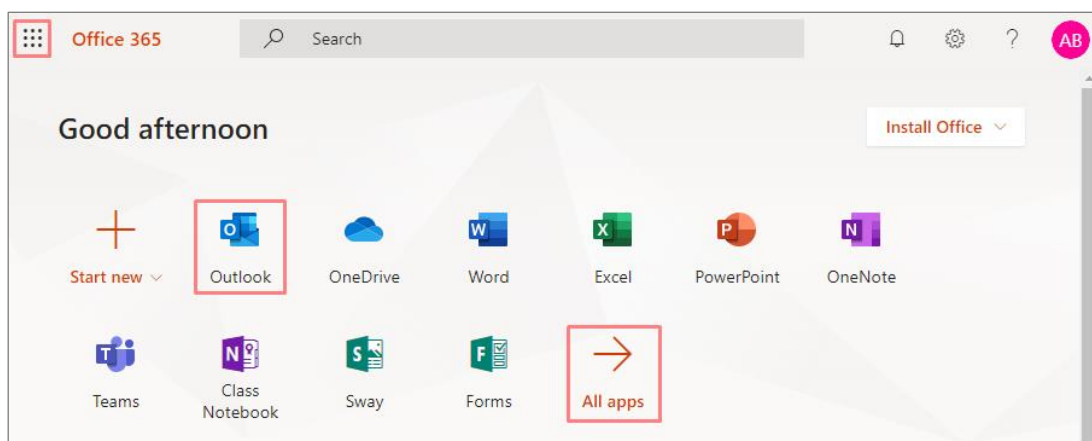 Office 365
Search
?
AB
Good afternoon
Install Office
Start new
Outlook
OneDrive
Word
Excel
PowerPoint
OneNote
Teams
Class
Notebook
Sway
Forms
All apps